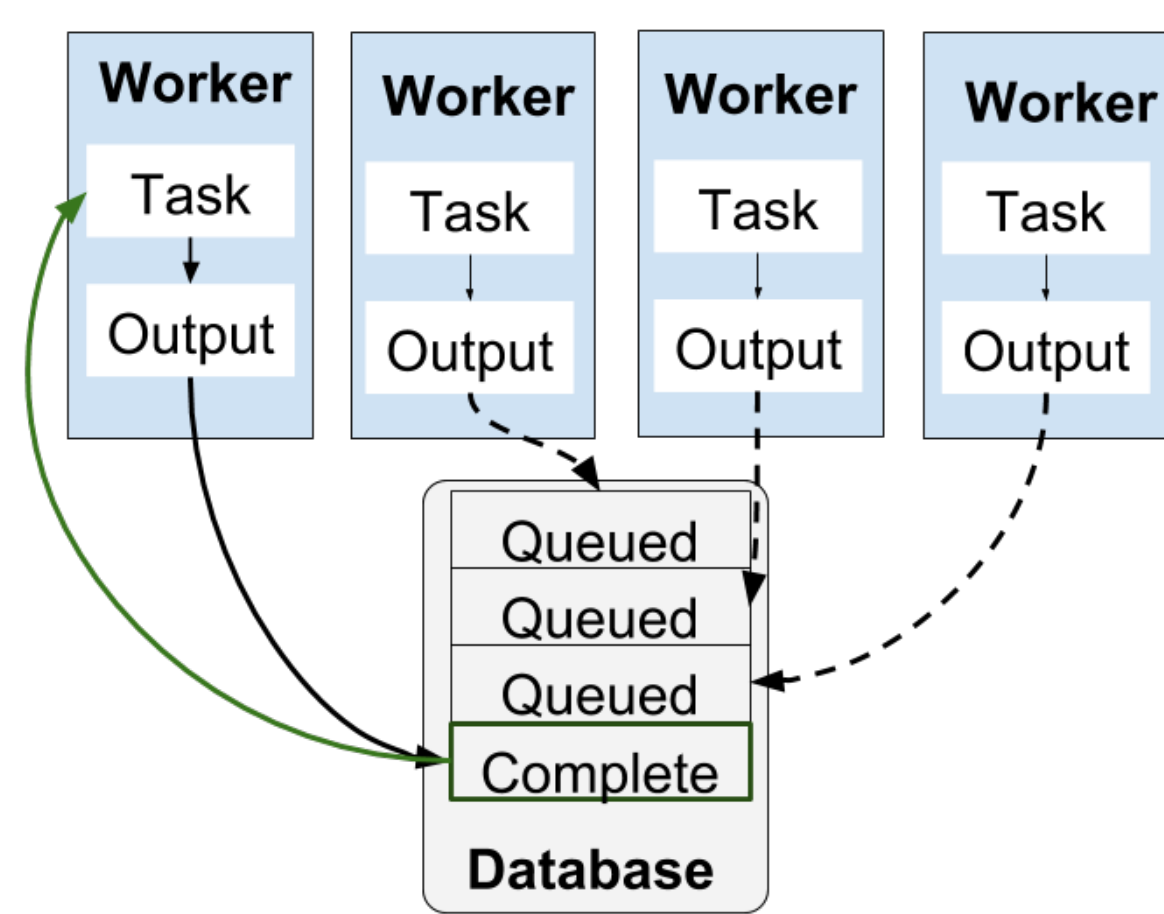 Worker
Task
Output
Worker
Task
Output
Worker
Task
Output
Worker
Task
Output
Queued
Queued
Queued
Complete
Database